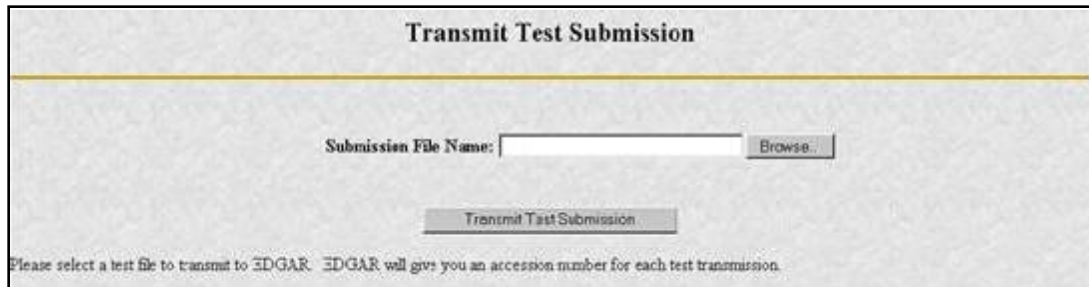 Transmit Test Submission
Submission File Name: Browse..
Transmit Test Submission
Please select a test file to transmit to EDGAR. EDGAR will give you an accession number for each test transmission.